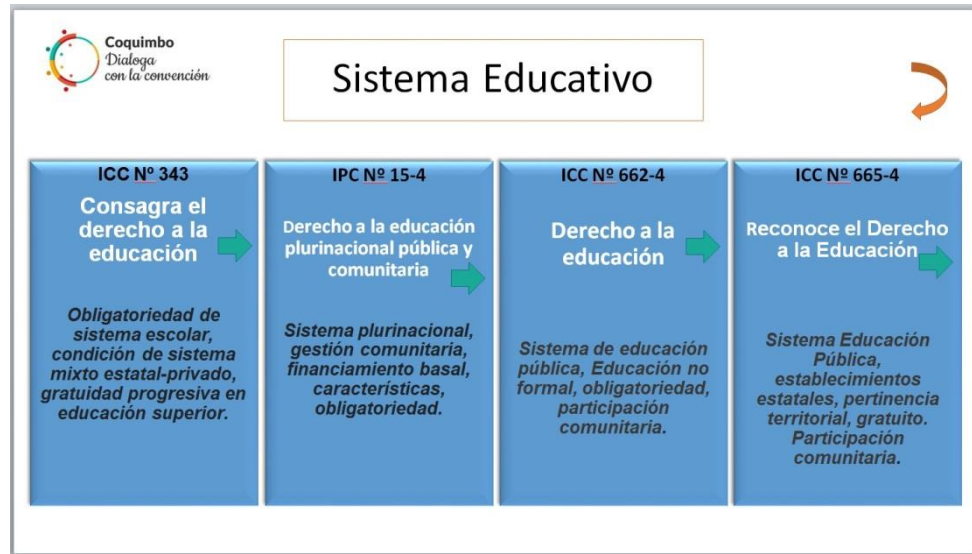 Coquimbo
Dialoga
con la convención
Sistema Educativo
ICC Nº 343
Consagra el
derecho a la
educación
Obligatoriedad de
sistema escolar,
condición de sistema
mixto estatal-privado,
gratuidad progresiva en
educación superior.
IPC Nº 15-4
Derecho a la educación
plurinacional pública y
comunitaria
Sistema plurinacional,
gestión comunitaria,
financiamiento basal,
características,
obligatoriedad.
ICC Nº 662-4
Derecho a la
educación
Sistema de educación
pública, Educación no
formal, obligatoriedad,
participación
comunitaria.
ICC Nº 665-4
Reconoce el Derecho
a la Educación
Sistema Educación
Pública,
establecimientos
estatales, pertinencia
territorial, gratuito.
Participación
comunitaria.